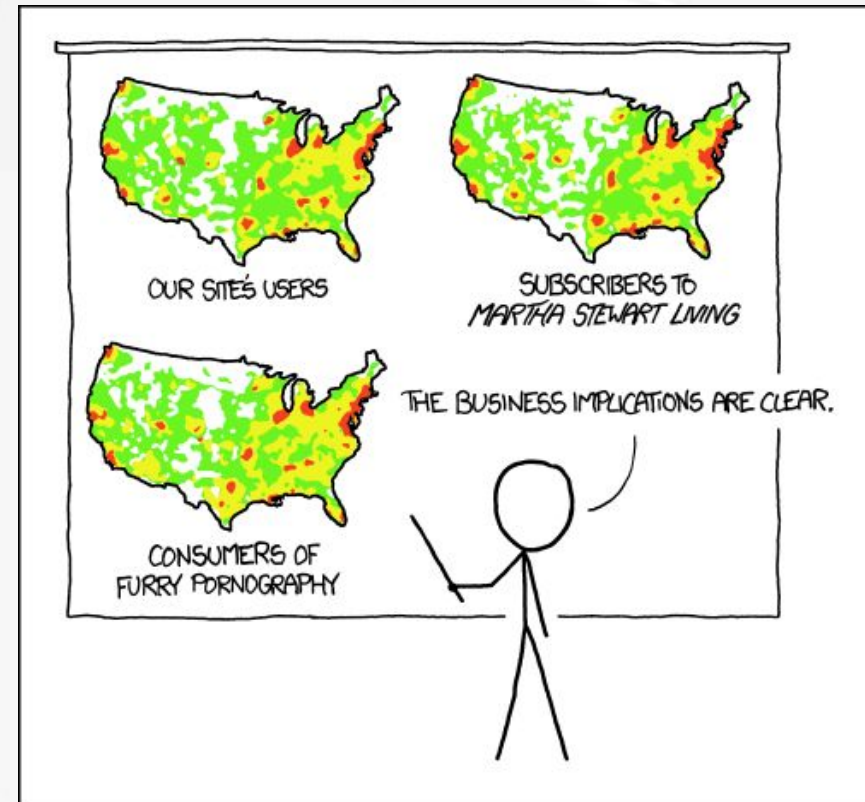 OUR SITE'S USERS
SUBSCRIBERS TO
MARTHA STEWART LIVING
CONSUMERS OF
FURRY PORNOGRAPHY
THE BUSINESS IMPLICATIONS ARE CLEAR.